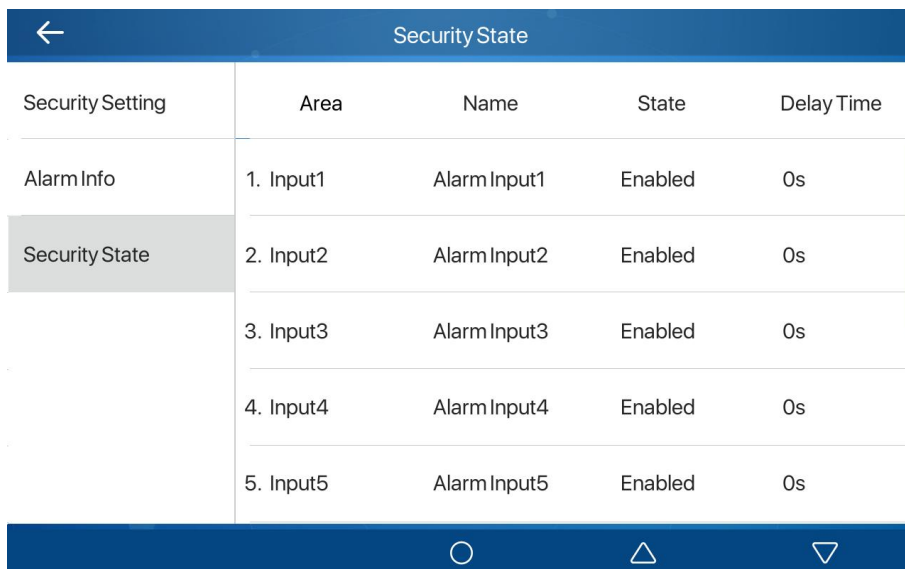 Security State
Security Setting
Alarm Info
Security State
Area Name State Delay Time
1. Input1 Alarm Input1 Enabled 0s
2. Input2 Alarm Input2 Enabled 0s
3. Input3 Alarm Input3 Enabled 0s
4. Input4 Alarm Input4 Enabled 0s
5. Input5 Alarm Input5 Enabled 0s